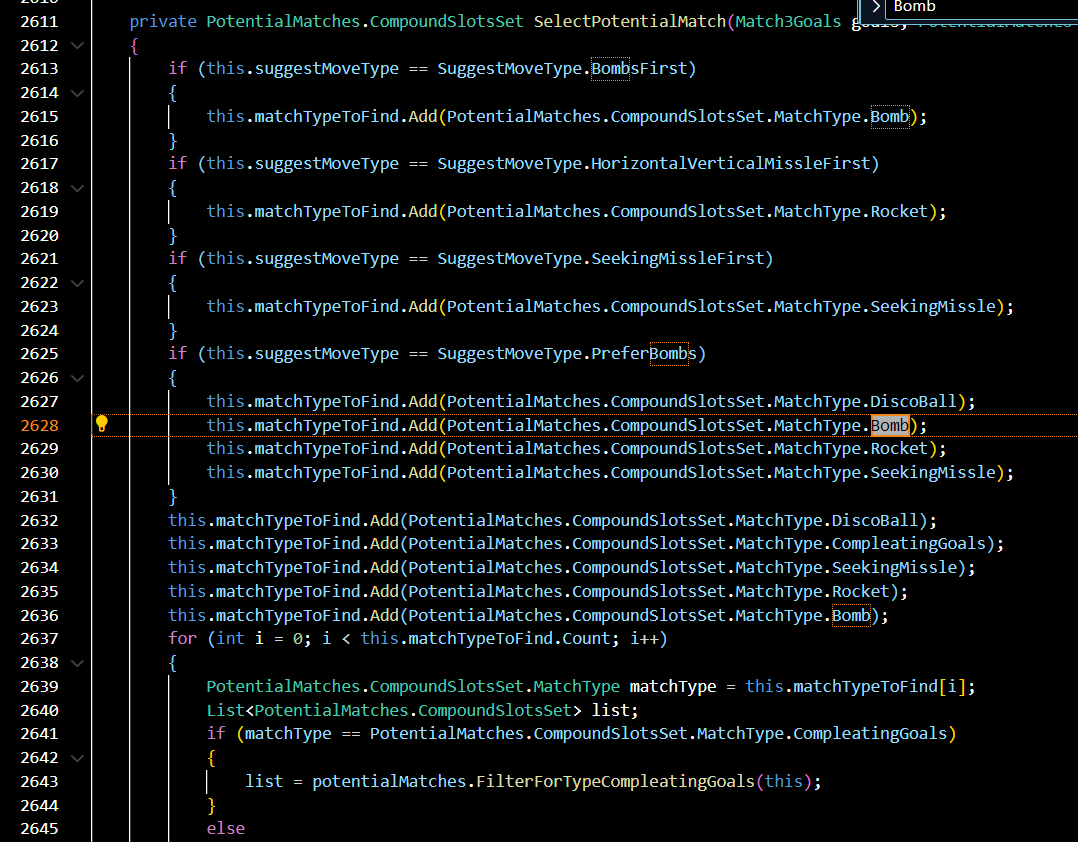 Bomb
2611 private PotentialMatches.CompoundSlotsSet SelectPotentialMatch(Match3Goals goals, PotentialMatches
2612 {
2613 if (this.suggestMoveType == SuggestMoveType.BombsFirst)
2614 {
2615 this.matchTypeToFind.Add(PotentialMatches.CompoundSlotsSet.MatchType.Bomb);
2616 }
2617 if (this.suggestMoveType == SuggestMoveType.HorizontalVerticalMissleFirst)
2618 {
2619 this.matchTypeToFind.Add(PotentialMatches.CompoundSlotsSet.MatchType.Rocket);
2620 }
2621 if (this.suggestMoveType == SuggestMoveType.SeekingMissleFirst)
2622 {
2623 this.matchTypeToFind.Add(PotentialMatches.CompoundSlotsSet.MatchType.SeekingMissle);
2624 }
2625 if (this.suggestMoveType == SuggestMoveType.PreferBombs)
2626 {
2627 this.matchTypeToFind.Add(PotentialMatches.CompoundSlotsSet.MatchType.DiscoBall);
2628 this.matchTypeToFind.Add(PotentialMatches.CompoundSlotsSet.MatchType.Bomb);
2629 this.matchTypeToFind.Add(PotentialMatches.CompoundSlotsSet.MatchType.Rocket);
2630 this.matchTypeToFind.Add(PotentialMatches.CompoundSlotsSet.MatchType.SeekingMissle);
2631 }
2632 this.matchTypeToFind.Add(PotentialMatches.CompoundSlotsSet.MatchType.DiscoBall);
2633 this.matchTypeToFind.Add(PotentialMatches.CompoundSlotsSet.MatchType.CompleatingGoals);
2634 this.matchTypeToFind.Add(PotentialMatches.CompoundSlotsSet.MatchType.SeekingMissle);
2635 this.matchTypeToFind.Add(PotentialMatches.CompoundSlotsSet.MatchType.Rocket);
2636 this.matchTypeToFind.Add(PotentialMatches.CompoundSlotsSet.MatchType.Bomb);
2637 for (int i = 0; i < this.matchTypeToFind.Count; i++)
2638 {
2639 PotentialMatches.CompoundSlotsSet.MatchType matchType = this.matchTypeToFind[i];
2640 List<PotentialMatches.CompoundSlotsSet> list;
2641 if (matchType == PotentialMatches.CompoundSlotsSet.MatchType.CompleatingGoals)
2642 {
2643 list = potentialMatches.FilterForTypeCompleatingGoals(this);
2644 }
2645 else